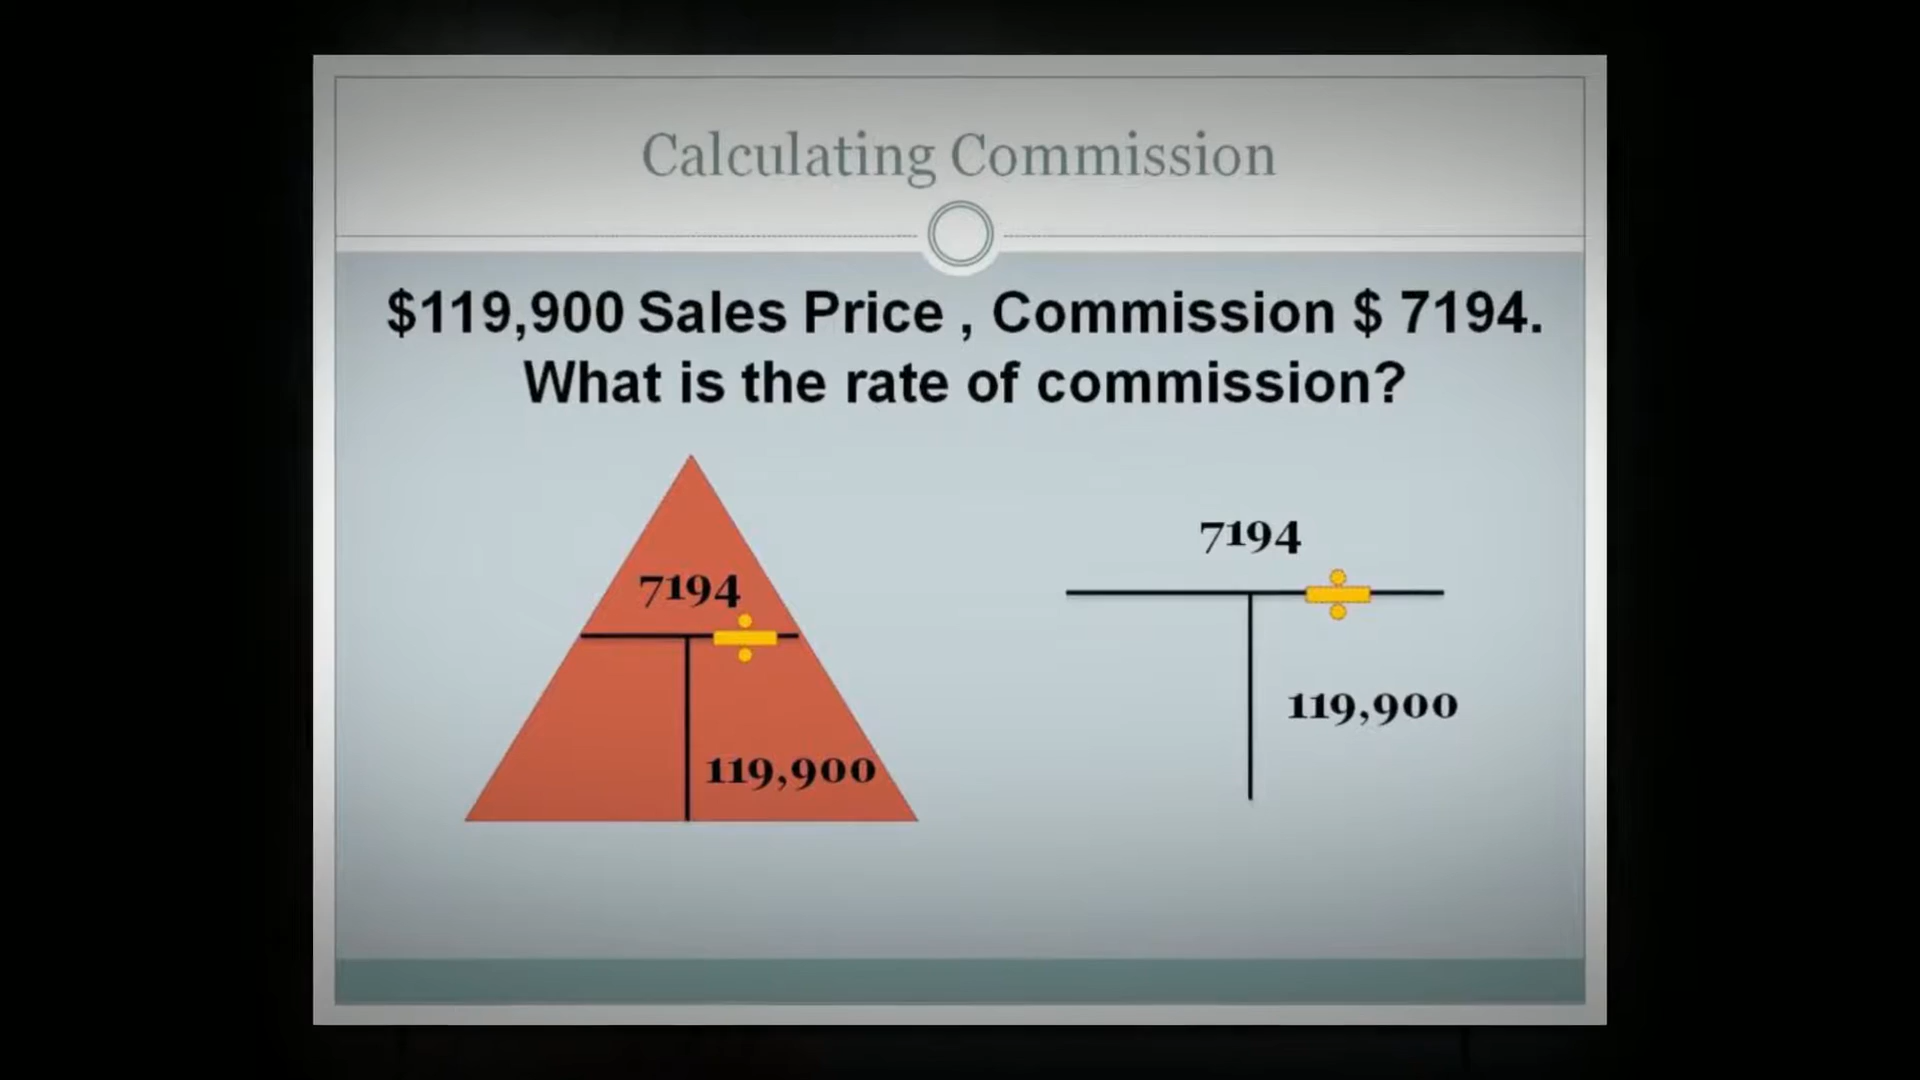 Calculating Commission
$119,900 Sales Price , Commission $ 7194.
What is the rate of commission?
7194
119,900
7194
119,900